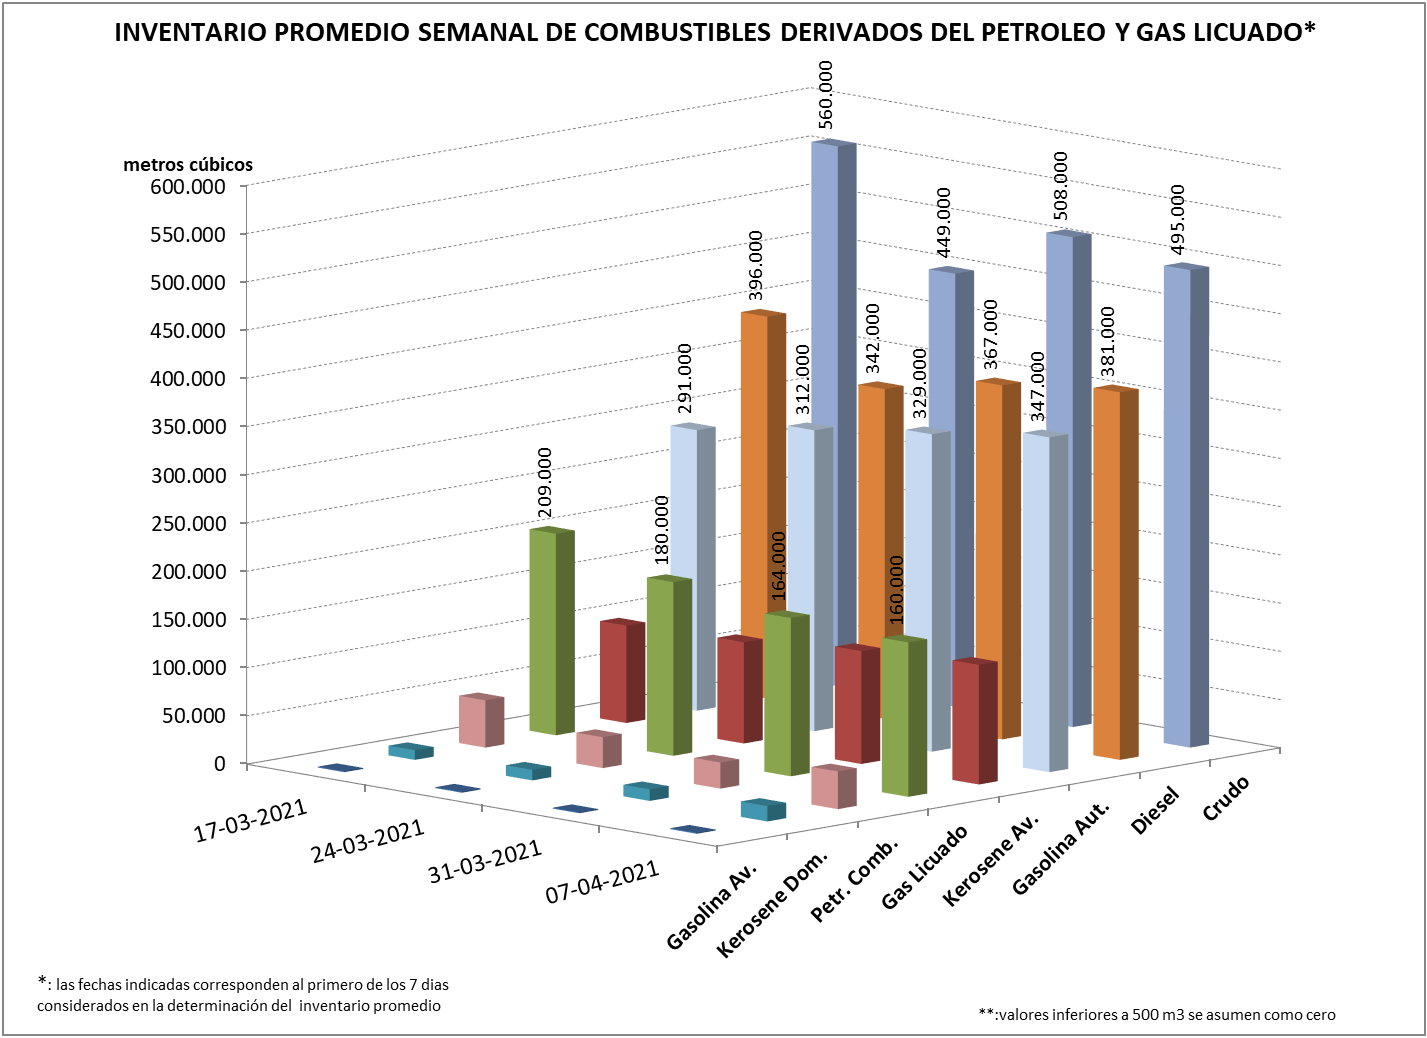 INVENTARIO PROMEDIO SEMANAL DE COMBUSTIBLES DERIVADOS DEL PETROLEO Y GAS LICUADO*
metros cúbicos
600.000
550.000
500.000
450.000
400.000
350.000
300.000
250.000
200.000
150.000
100.000
50.000
0
209.000
180.000
164.000
160.000
291.000
312.000
329.000
347.000
396.000
342.000
367.000
381.000
560.000
449.000
508.000
495.000
17-03-2021
24-03-2021
31-03-2021
07-04-2021
Gasolina Av.
Kerosene Dom.
Petr. Comb.
Gas Licuado
Kerosene Av.
Gasolina Aut.
Diesel
Crudo
*: las fechas indicadas corresponden al primero de los 7 dias
considerados en la determinación del inventario promedio
**:valores inferiores a 500 m3 se asumen como cero